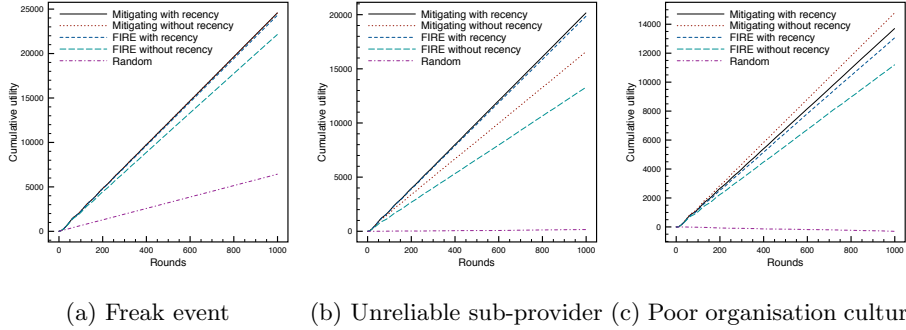 Mitigating with recency
Mitigating without recency
FIRE with recency
FIRE without recency
Random
25000
20000
15000
10000
5000
0
Cumulative utility
0 200 400 600 800 1000
Rounds
(a) Freak event
Mitigating with recency
Mitigating without recency
FIRE with recency
FIRE without recency
Random
20000
15000
10000
5000
0
Cumulative utility
0 200 400 600 800 1000
Rounds
(b) Unreliable sub-provider
Mitigating with recency
Mitigating without recency
FIRE with recency
FIRE without recency
Random
14000
12000
10000
8000
6000
4000
2000
0
Cumulative utility
0 200 400 600 800 1000
Rounds
(c) Poor organisation cultur